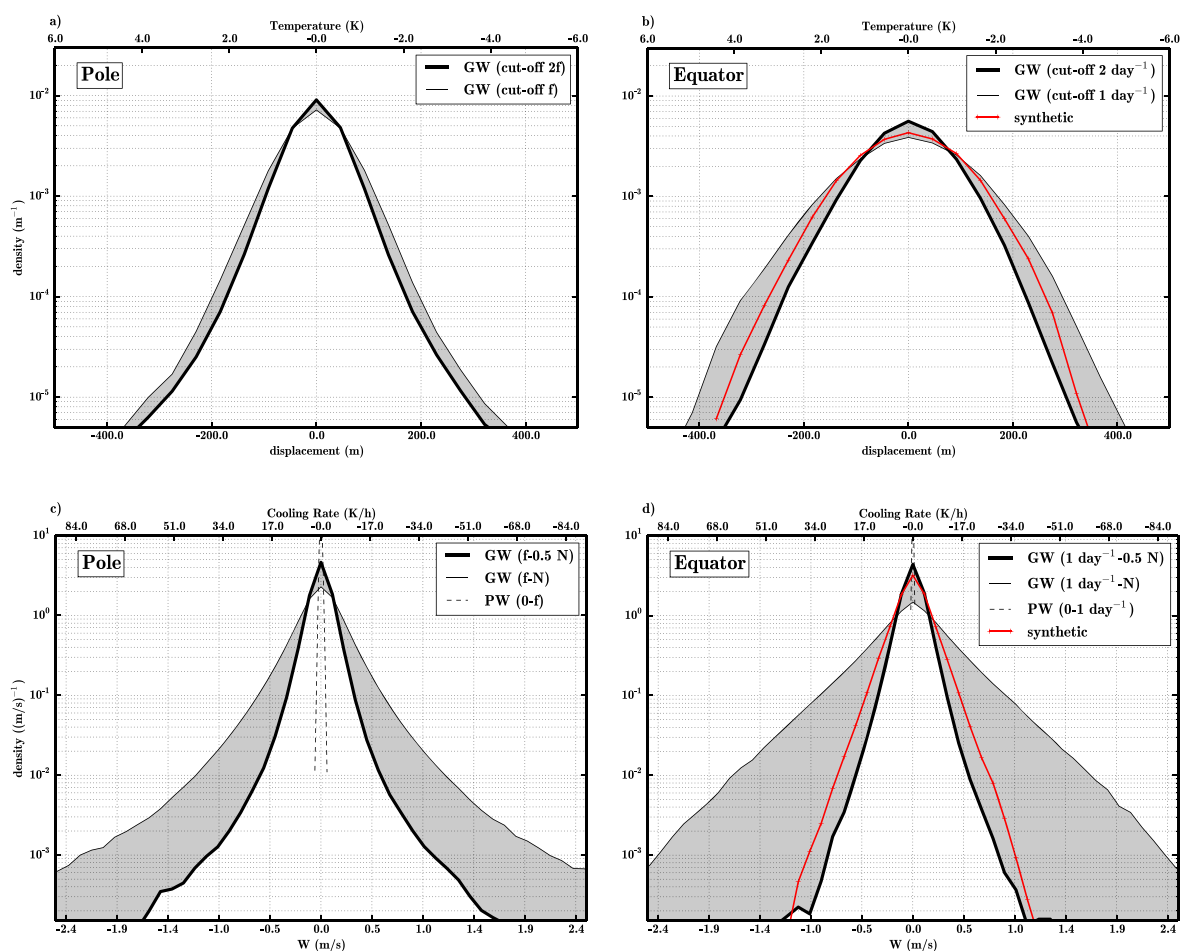 a)
Temperature (K)
6.0 4.0 2.0 -0.0 -2.0 -4.0 -6.0
Pole
GW (cut-off 2f)
GW (cut-off f)
10⁻²
10⁻³
10⁻⁴
10⁻⁵
density (m⁻¹)
-400.0 -200.0 0.0 200.0 400.0
displacement (m)
b)
Temperature (K)
6.0 4.0 2.0 -0.0 -2.0 -4.0 -6.0
Equator
GW (cut-off 2 day⁻¹)
GW (cut-off 1 day⁻¹)
synthetic
10⁻²
10⁻³
10⁻⁴
10⁻⁵
-400.0 -200.0 0.0 200.0 400.0
displacement (m)
c)
Cooling Rate (K/h)
84.0 68.0 51.0 34.0 17.0 -0.0 -17.0 -34.0 -51.0 -68.0 -84.0
Pole
GW (f-0.5 N)
GW (f-N)
PW (0-f)
10¹
10⁰
10⁻¹
10⁻²
10⁻³
density ((m/s)⁻¹)
-2.4 -1.9 -1.4 -1.0 -0.5 0.0 0.5 1.0 1.4 1.9 2.4
W (m/s)
d)
Cooling Rate (K/h)
84.0 68.0 51.0 34.0 17.0 -0.0 -17.0 -34.0 -51.0 -68.0 -84.0
Equator
GW (1 day⁻¹-0.5 N)
GW (1 day⁻¹-N)
PW (0-1 day⁻¹)
synthetic
10¹
10⁰
10⁻¹
10⁻²
10⁻³
-2.4 -1.9 -1.4 -1.0 -0.5 0.0 0.5 1.0 1.4 1.9 2.4
W (m/s)